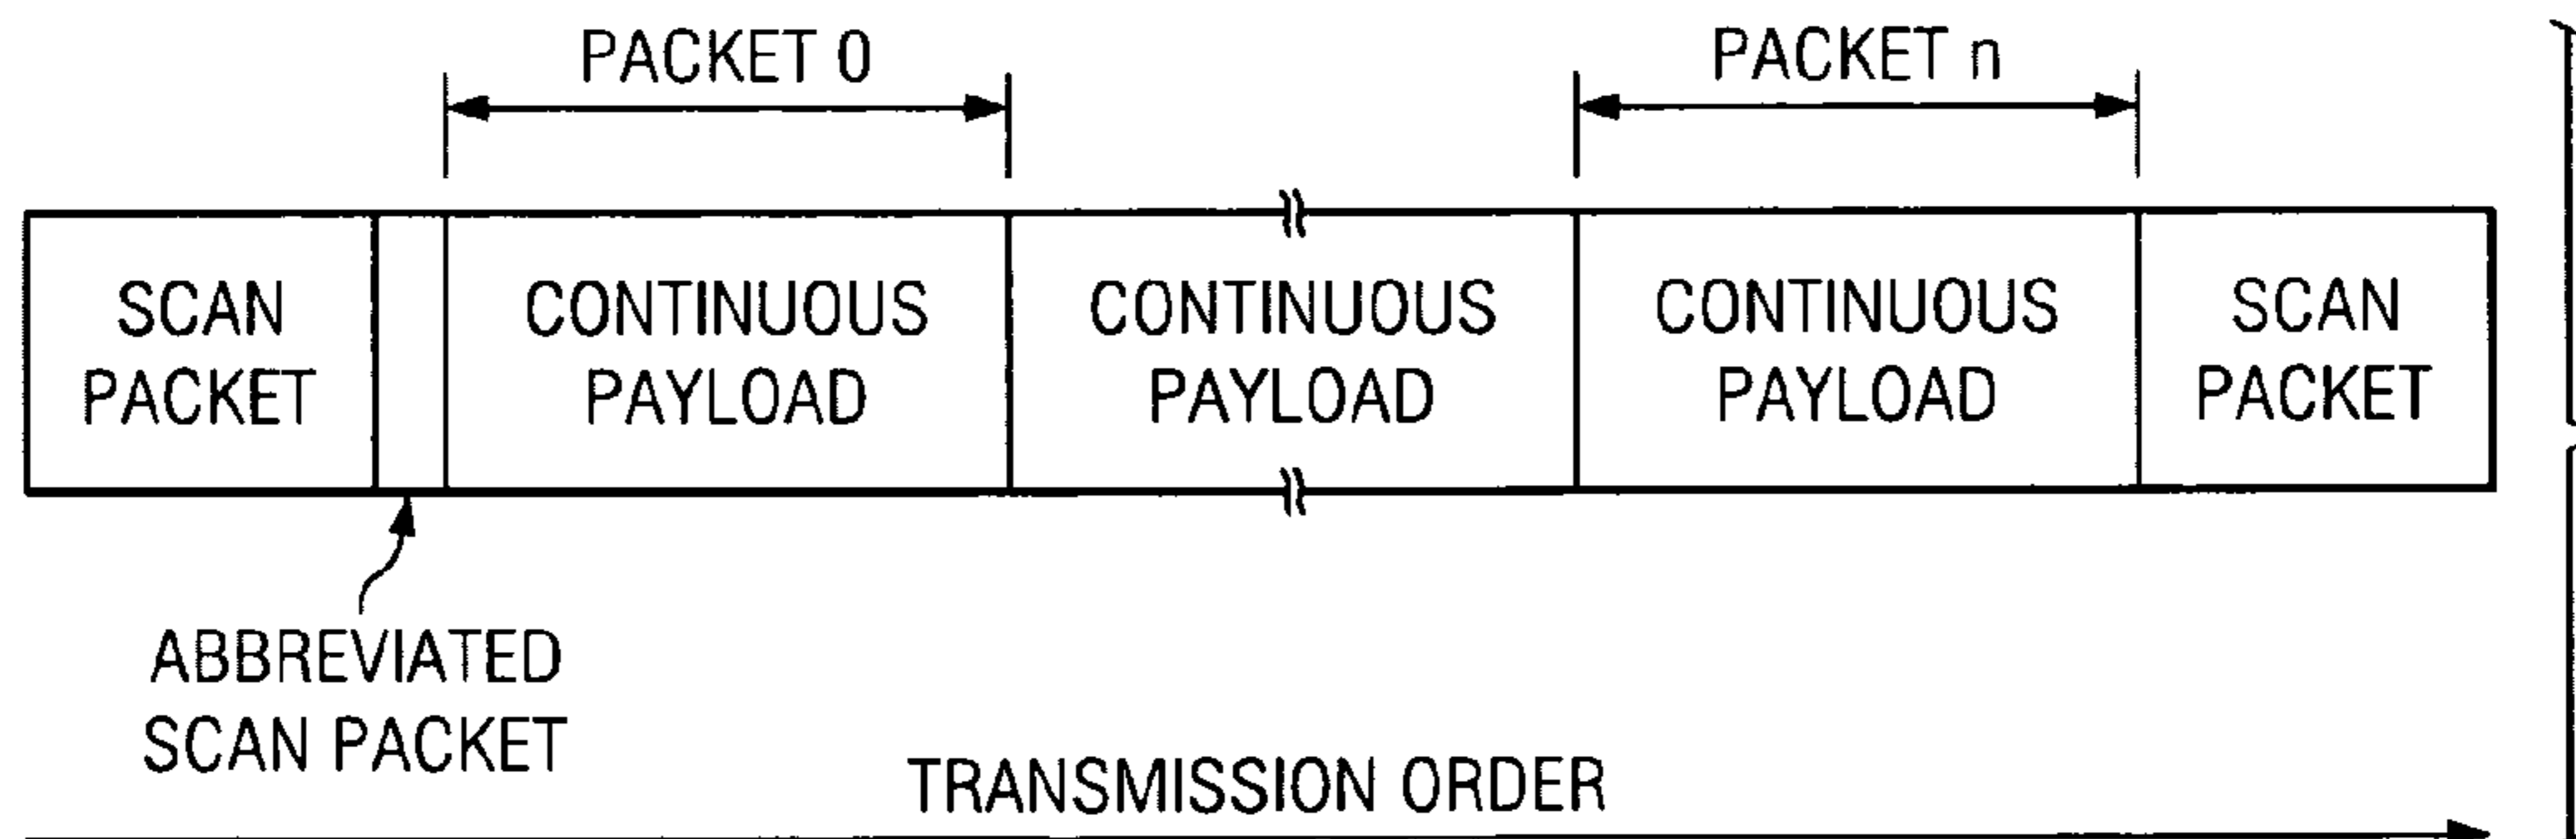 PACKET 0
PACKET n
SCAN
PACKET
CONTINUOUS
PAYLOAD
CONTINUOUS
PAYLOAD
CONTINUOUS
PAYLOAD
SCAN
PACKET
ABBREVIATED
SCAN PACKET
TRANSMISSION ORDER